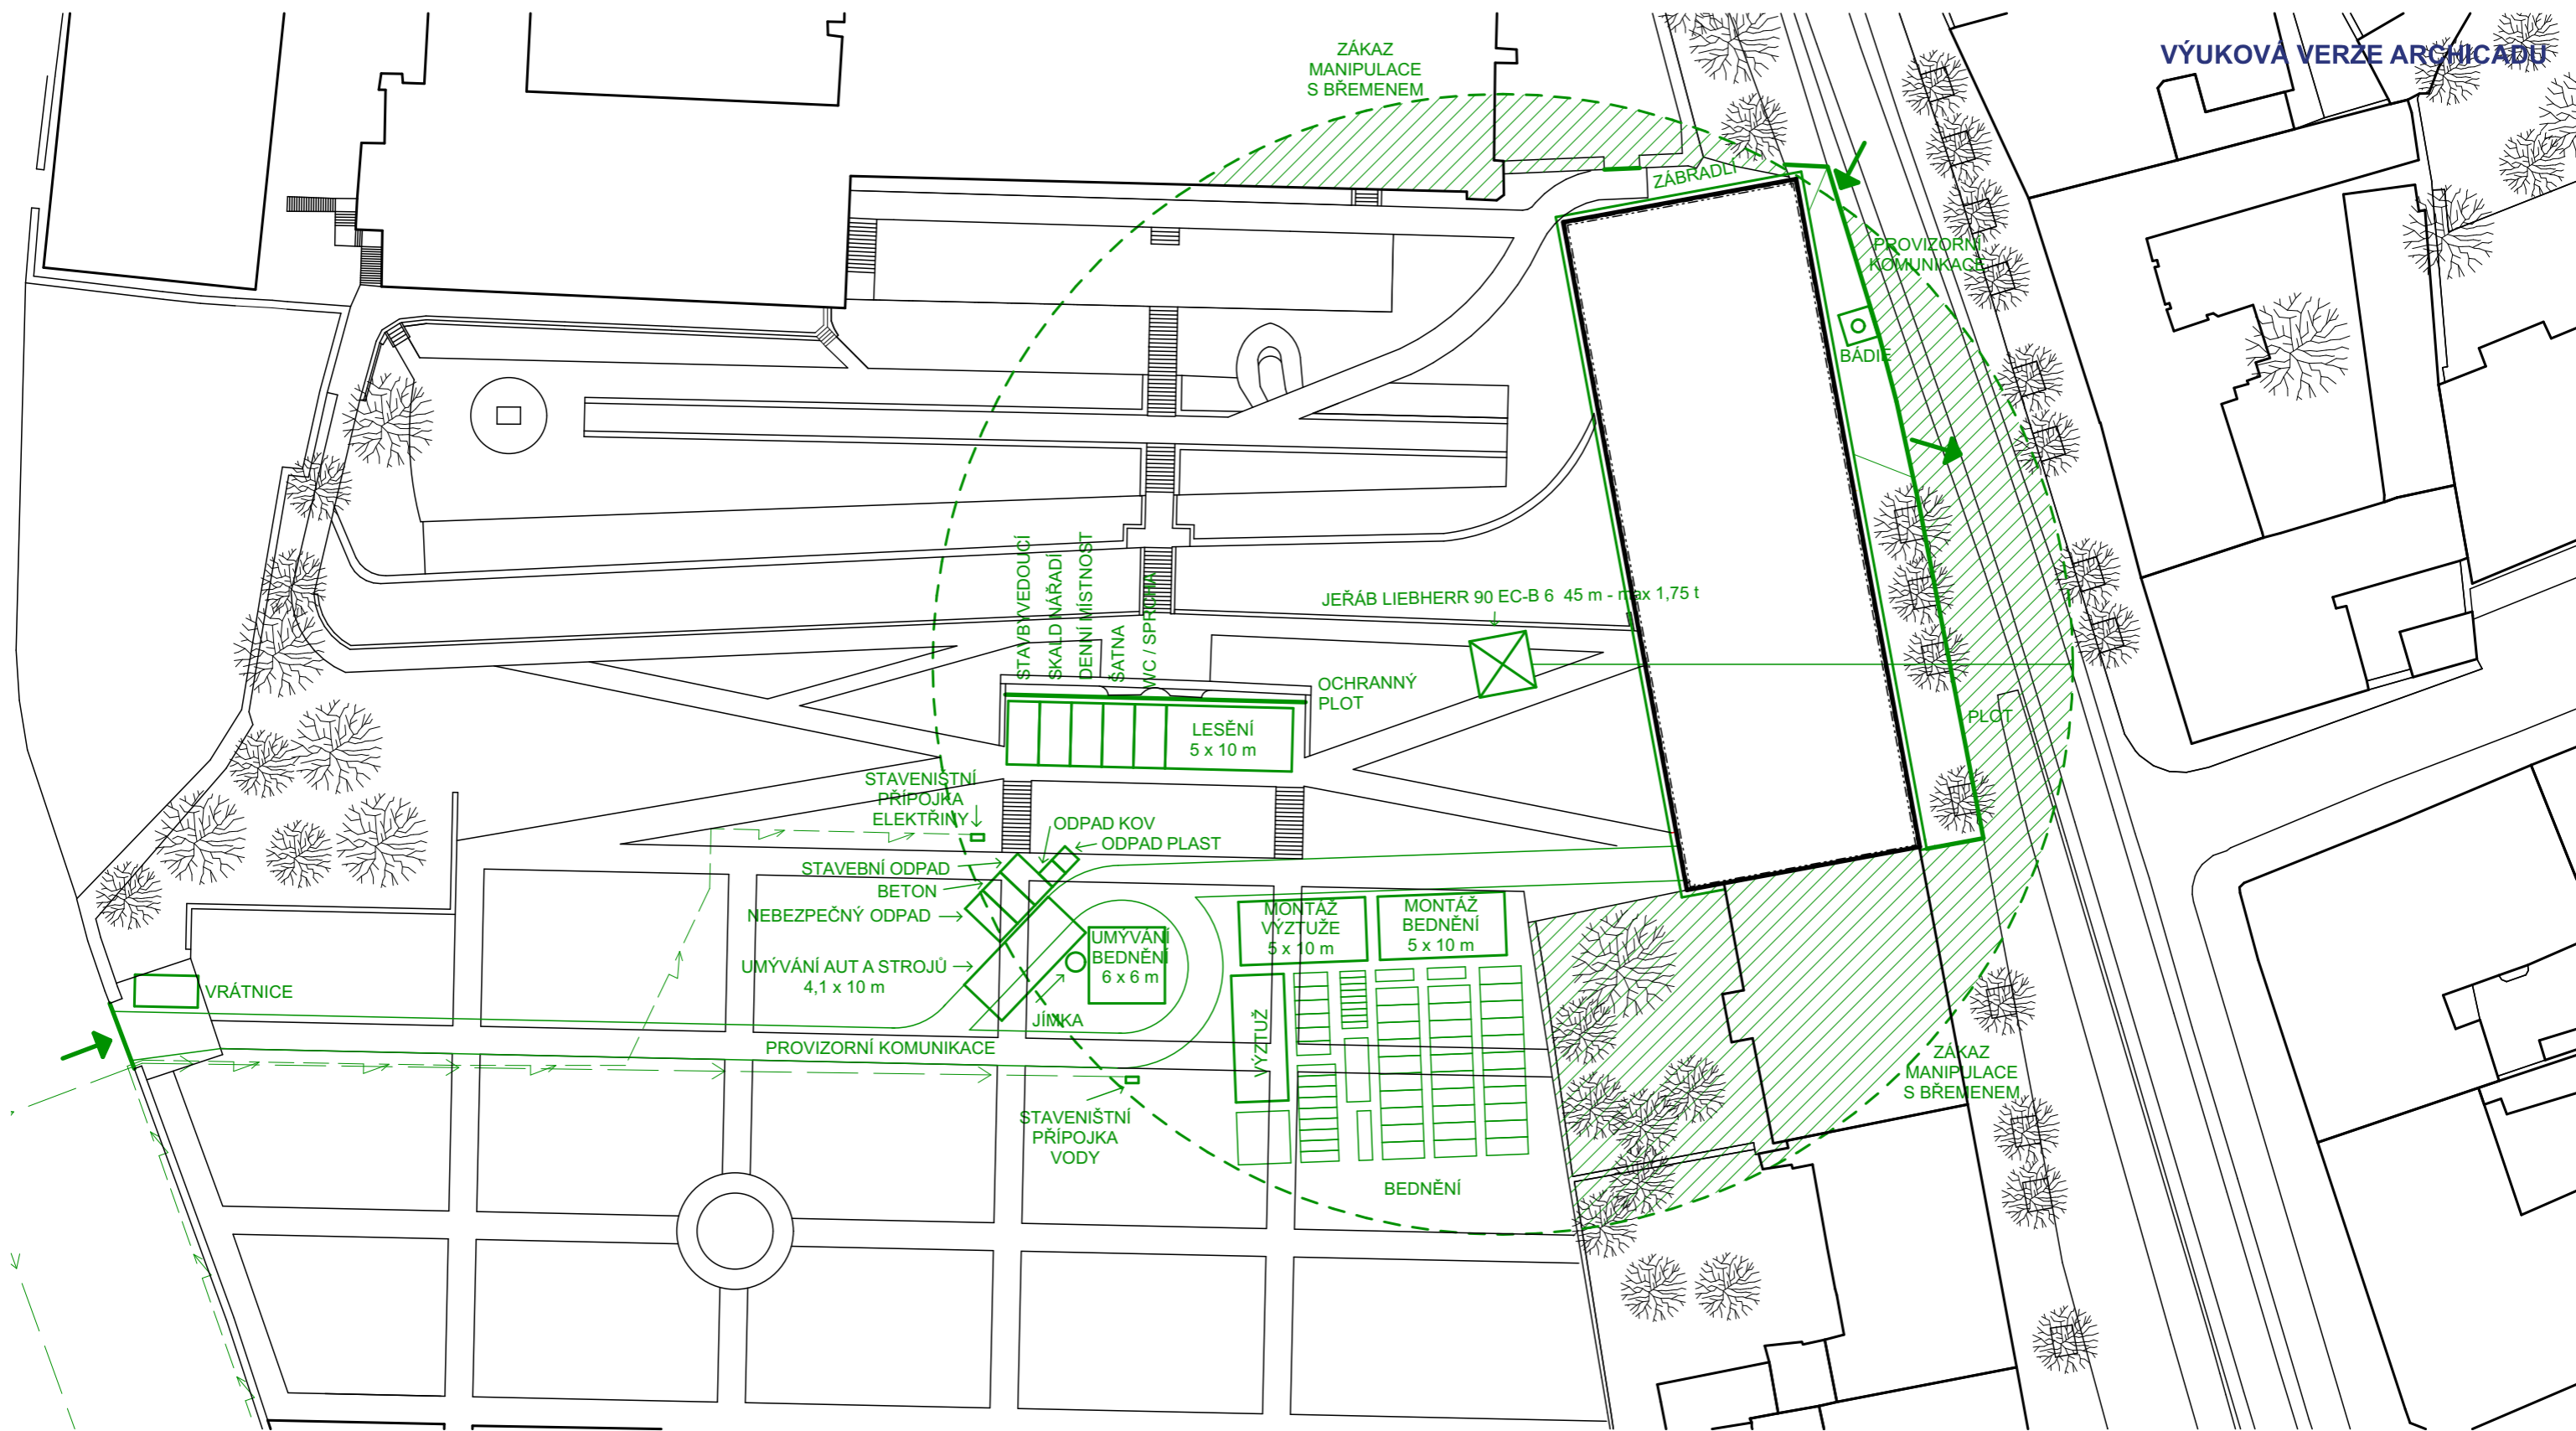 ZÁKAZ
MANIPULACE
S BŘEMENEM
VÝUKOVÁ VERZE ARCHICADU
ZÁBRADLÍ
PROVIZORNÍ
KOMUNIKACE
BÁDIE
STAVBYVEDOUCÍ
SKALD NÁŘADÍ
DENNÍ MÍSTNOST
ŠATNA
WC / SPRCHA
JEŘÁB LIEBHERR 90 EC-B 6 45 m - max 1,75 t
OCHRANNÝ
PLOT
LESĚNÍ
5 x 10 m
PLOT
STAVENIŠTNÍ
PŘÍPOJKA
ELEKTŘINY
ODPAD KOV
ODPAD PLAST
STAVEBNÍ ODPAD
BETON
NEBEZPEČNÝ ODPAD
UMÝVÁNÍ AUT A STROJŮ
4,1 x 10 m
UMÝVÁNÍ
BEDNĚNÍ
6 x 6 m
MONTÁŽ
VÝZTUŽE
5 x 10 m
MONTÁŽ
BEDNĚNÍ
5 x 10 m
VRÁTNICE
JÍMKA
VÝZTUŽ
PROVIZORNÍ KOMUNIKACE
ZÁKAZ
MANIPULACE
S BŘEMENEM
STAVENIŠTNÍ
PŘÍPOJKA
VODY
BEDNĚNÍ